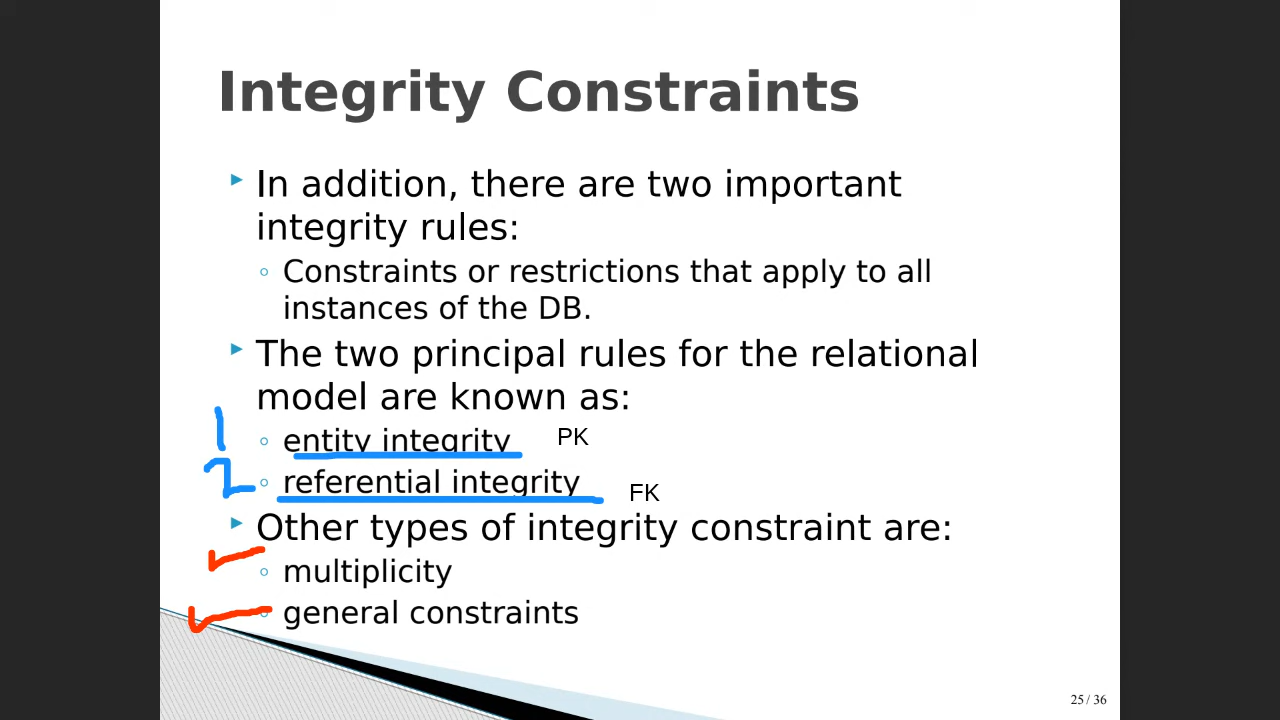 Integrity Constraints
In addition, there are two important
integrity rules:
Constraints or restrictions that apply to all
instances of the DB.
The two principal rules for the relational
model are known as:
1
entity integrity PK
2
referential integrity FK
Other types of integrity constraint are:
multiplicity
general constraints
25 / 36